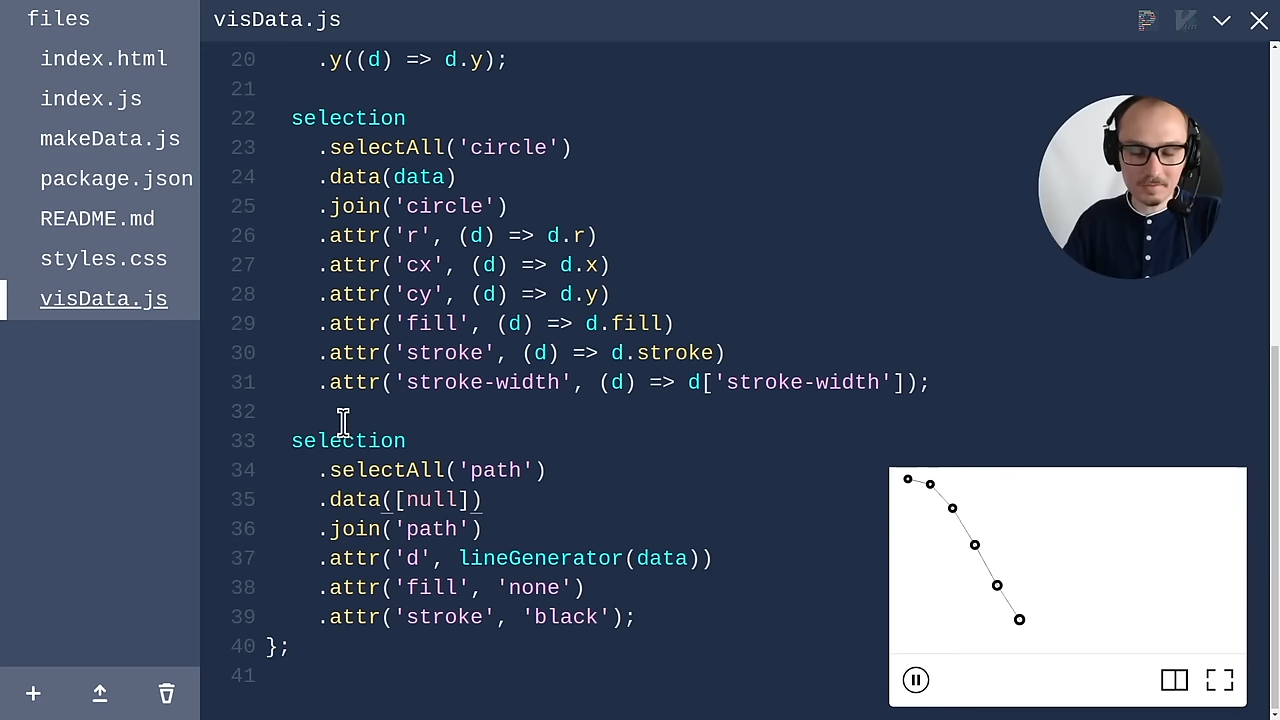 files
index.html
index.js
makeData.js
package.json
README.md
styles.css
visData.js
visData.js
20 .y((d) => d.y);
21
22 selection
23 .selectAll('circle')
24 .data(data)
25 .join('circle')
26 .attr('r', (d) => d.r)
27 .attr('cx', (d) => d.x)
28 .attr('cy', (d) => d.y)
29 .attr('fill', (d) => d.fill)
30 .attr('stroke', (d) => d.stroke)
31 .attr('stroke-width', (d) => d['stroke-width']);
32
33 selection
34 .selectAll('path')
35 .data([null])
36 .join('path')
37 .attr('d', lineGenerator(data))
38 .attr('fill', 'none')
39 .attr('stroke', 'black');
40 };
41